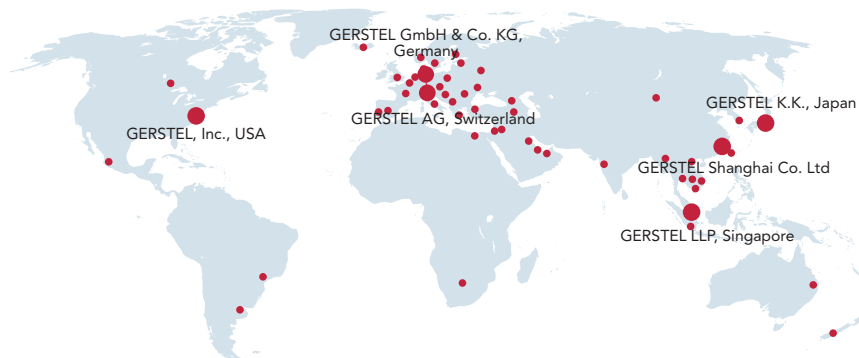 GERSTEL GmbH & Co. KG,
Germany
GERSTEL K.K., Japan
GERSTEL AG, Switzerland
GERSTEL, Inc., USA
GERSTEL Shanghai Co. Ltd
GERSTEL LLP, Singapore